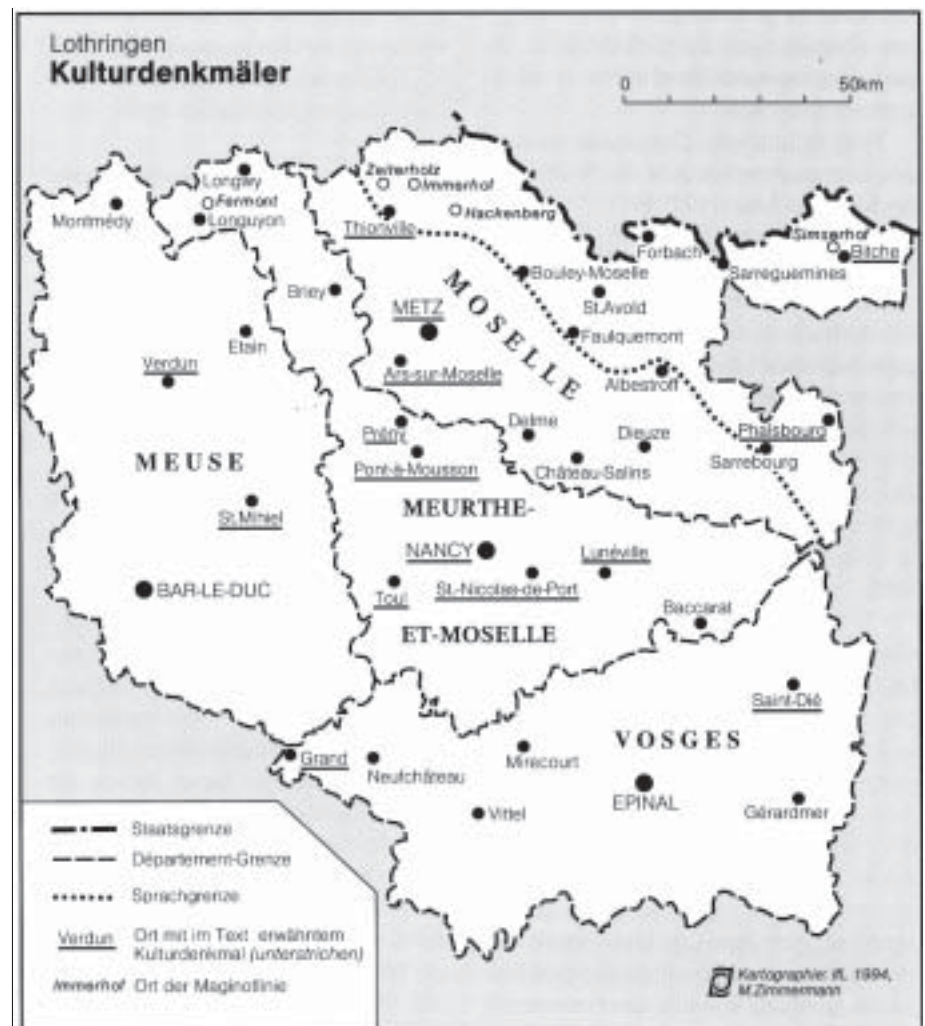 Lothringen
Kulturdenkmäler
0 50km
Longwy
Fermont
Longuyon
Montmédy
Zeiterholz
Immerhof
Hackenberg
Thionville
Forbach
Simserhof
Bitche
Sarreguemines
Bouley-Moselle
Briey
METZ
MOSELLE
St.Avold
Faulquemont
Etain
Verdun
Ars-sur-Moselle
Albestroff
Prény
Delme
Dieuze
Phalsbourg
MEUSE
Pont-à-Mousson
Château-Salins
Sarrebourg
St.Mihiel
MEURTHE-
NANCY
Lunéville
BAR-LE-DUC
Toul
St.-Nicolas-de-Port
Baccarat
ET-MOSELLE
Saint-Dié
VOSGES
Grand
Neufchâteau
Mirecourt
EPINAL
Vittel
Gérardmer
Staatsgrenze
Département-Grenze
Sprachgrenze
Verdun Ort mit im Text erwähntem
Kulturdenkmal (unterstrichen)
Immerhof Ort der Maginotlinie
Kartographie: IfL 1994,
M.Zimmermann